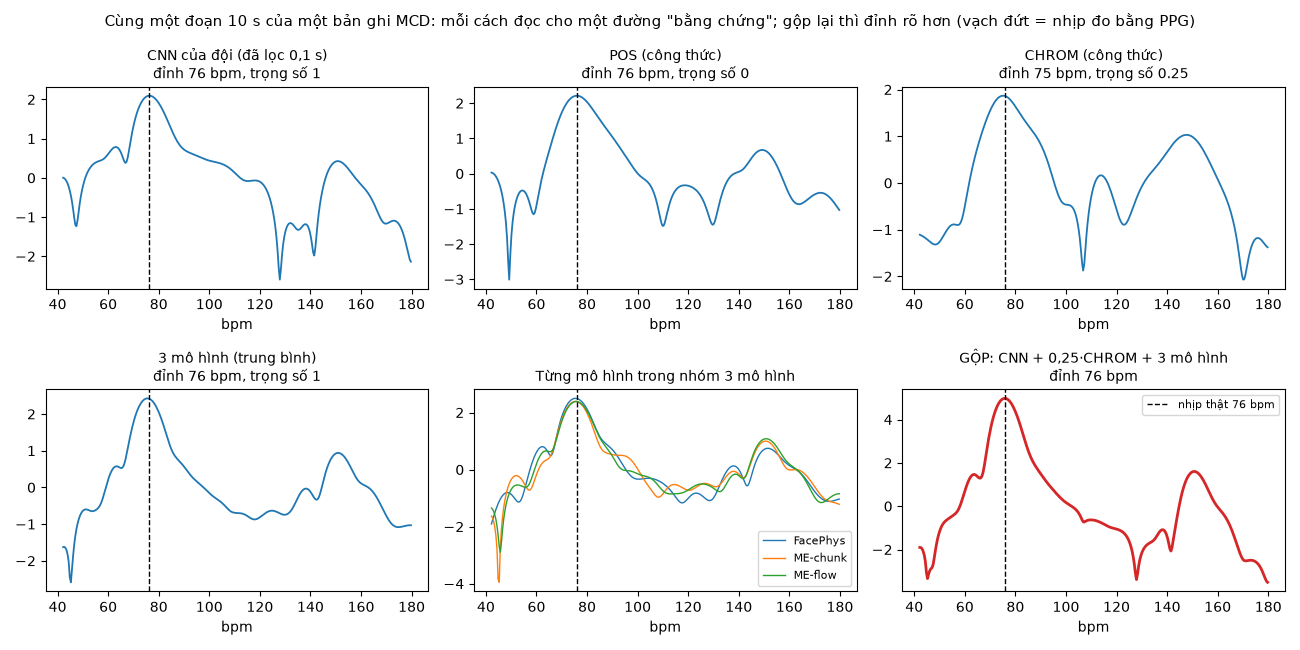 Cùng một đoạn 10 s của một bản ghi MCD: mỗi cách đọc cho một đường "bằng chứng"; gộp lại thì đỉnh rõ hơn (vạch đứt = nhịp đo bằng PPG)
CNN của đội (đã lọc 0,1 s)
đỉnh 76 bpm, trọng số 1
2
1
0
−1
−2
40 60 80 100 120 140 160 180
bpm
POS (công thức)
đỉnh 76 bpm, trọng số 0
2
1
0
−1
−2
−3
40 60 80 100 120 140 160 180
bpm
CHROM (công thức)
đỉnh 75 bpm, trọng số 0.25
2
1
0
−1
−2
40 60 80 100 120 140 160 180
bpm
3 mô hình (trung bình)
đỉnh 76 bpm, trọng số 1
2
1
0
−1
−2
40 60 80 100 120 140 160 180
bpm
Từng mô hình trong nhóm 3 mô hình
2
0
−2
−4
FacePhys
ME-chunk
ME-flow
40 60 80 100 120 140 160 180
bpm
GỘP: CNN + 0,25·CHROM + 3 mô hình
đỉnh 76 bpm
nhịp thật 76 bpm
4
2
0
−2
40 60 80 100 120 140 160 180
bpm